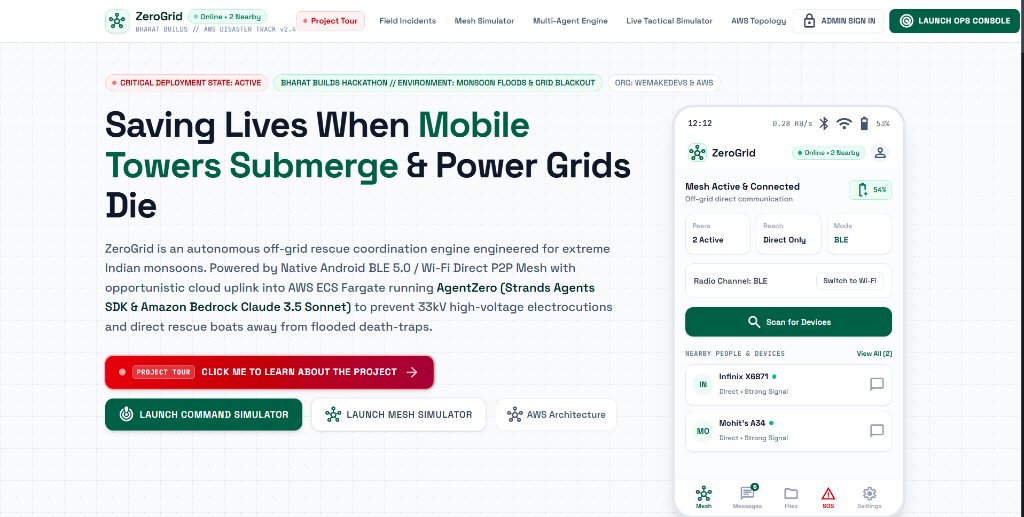 ZeroGrid
Online • 2 Nearby
BHARAT BUILDS // AWS DISASTER TRACK v2.4
Project Tour
Field Incidents
Mesh Simulator
Multi-Agent Engine
Live Tactical Simulator
AWS Topology
ADMIN SIGN IN
LAUNCH OPS CONSOLE
CRITICAL DEPLOYMENT STATE: ACTIVE
BHARAT BUILDS HACKATHON // ENVIRONMENT: MONSOON FLOODS & GRID BLACKOUT
ORG: WEMAKEDEVS & AWS
Saving Lives When Mobile
Towers Submerge & Power Grids
Die
ZeroGrid is an autonomous off-grid rescue coordination engine engineered for extreme
Indian monsoons. Powered by Native Android BLE 5.0 / Wi-Fi Direct P2P Mesh with
opportunistic cloud uplink into AWS ECS Fargate running AgentZero (Strands Agents
SDK & Amazon Bedrock Claude 3.5 Sonnet) to prevent 33kV high-voltage electrocutions
and direct rescue boats away from flooded death-traps.
PROJECT TOUR CLICK ME TO LEARN ABOUT THE PROJECT →
LAUNCH COMMAND SIMULATOR
LAUNCH MESH SIMULATOR
AWS Architecture
12:12
0.28 KB/s
53%
ZeroGrid
Online • 2 Nearby
Mesh Active & Connected
Off-grid direct communication
54%
Peers
2 Active
Reach
Direct Only
Mode
BLE
Radio Channel: BLE
Switch to Wi-Fi
Scan for Devices
NEARBY PEOPLE & DEVICES
View All (2)
IN
Infinix X6871
Direct • Strong Signal
MO
Mohit's A34
Direct • Strong Signal
Mesh
Messages
Files
SOS
Settings